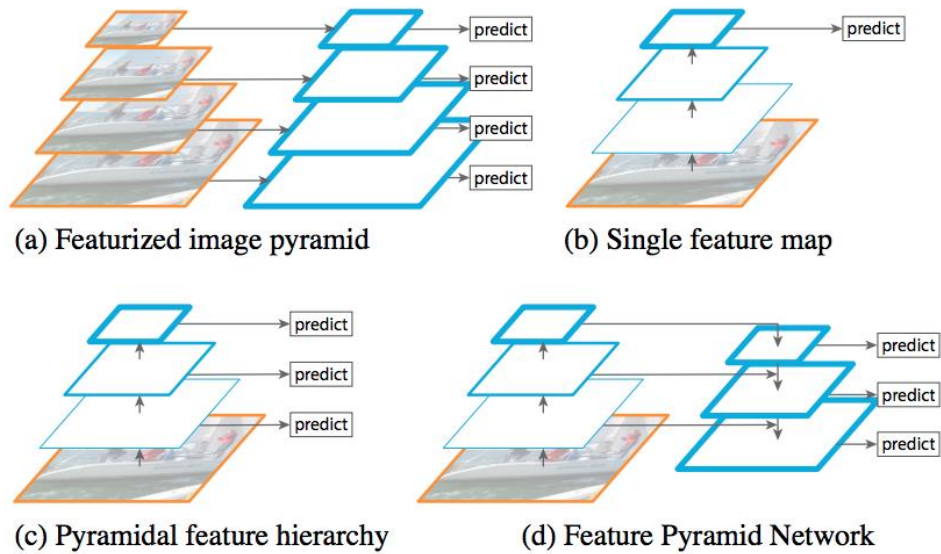 predict
predict
predict
predict
predict
(a) Featurized image pyramid
(b) Single feature map
predict
predict
predict
predict
predict
predict
(c) Pyramidal feature hierarchy
(d) Feature Pyramid Network